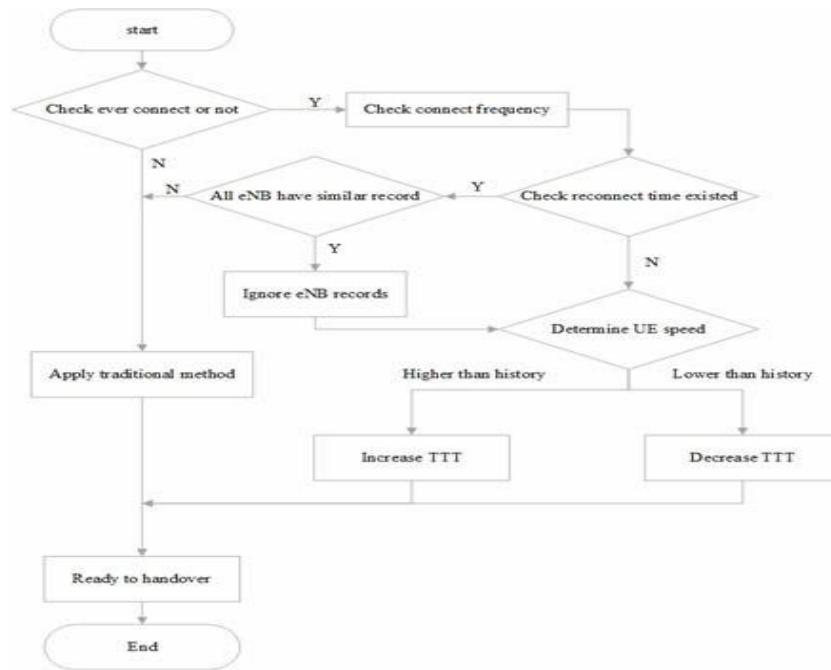 start
Check ever connect or not
Y
Check connect frequency
N
N
All eNB have similar record
Y
Check reconnect time existed
Y
N
Ignore eNB records
Determine UE speed
Apply traditional method
Higher than history
Lower than history
Increase TTT
Decrease TTT
Ready to handover
End